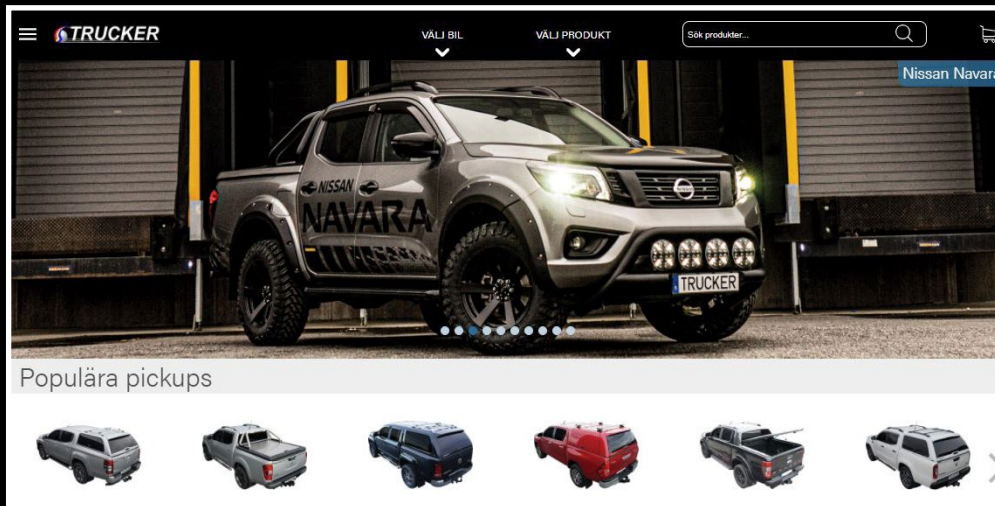 TRUCKER
VÄLJ BIL
VÄLJ PRODUKT
Sök produkter...
Nissan Navara
NISSAN
NAVARA
TRUCKER
Populära pickups